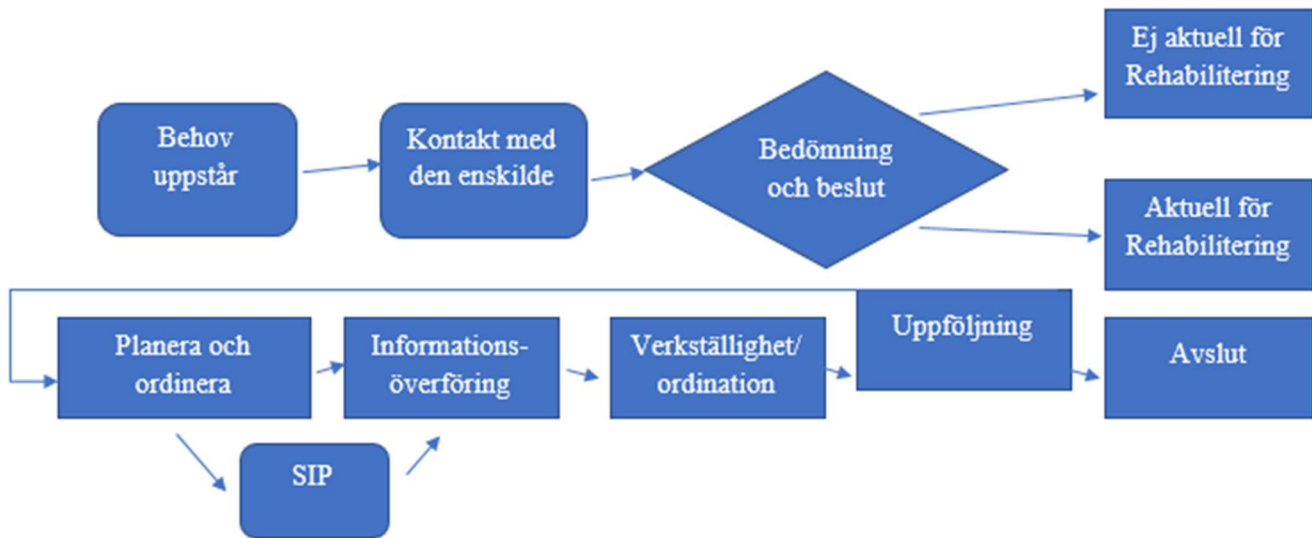 Behov
uppstår
Kontakt med
den enskilde
Bedömning
och beslut
Ej aktuell för
Rehabilitering
Aktuell för
Rehabilitering
Planera och
ordinera
Informations-
överföring
Verkställighet/
ordination
Uppföljning
Avslut
SIP